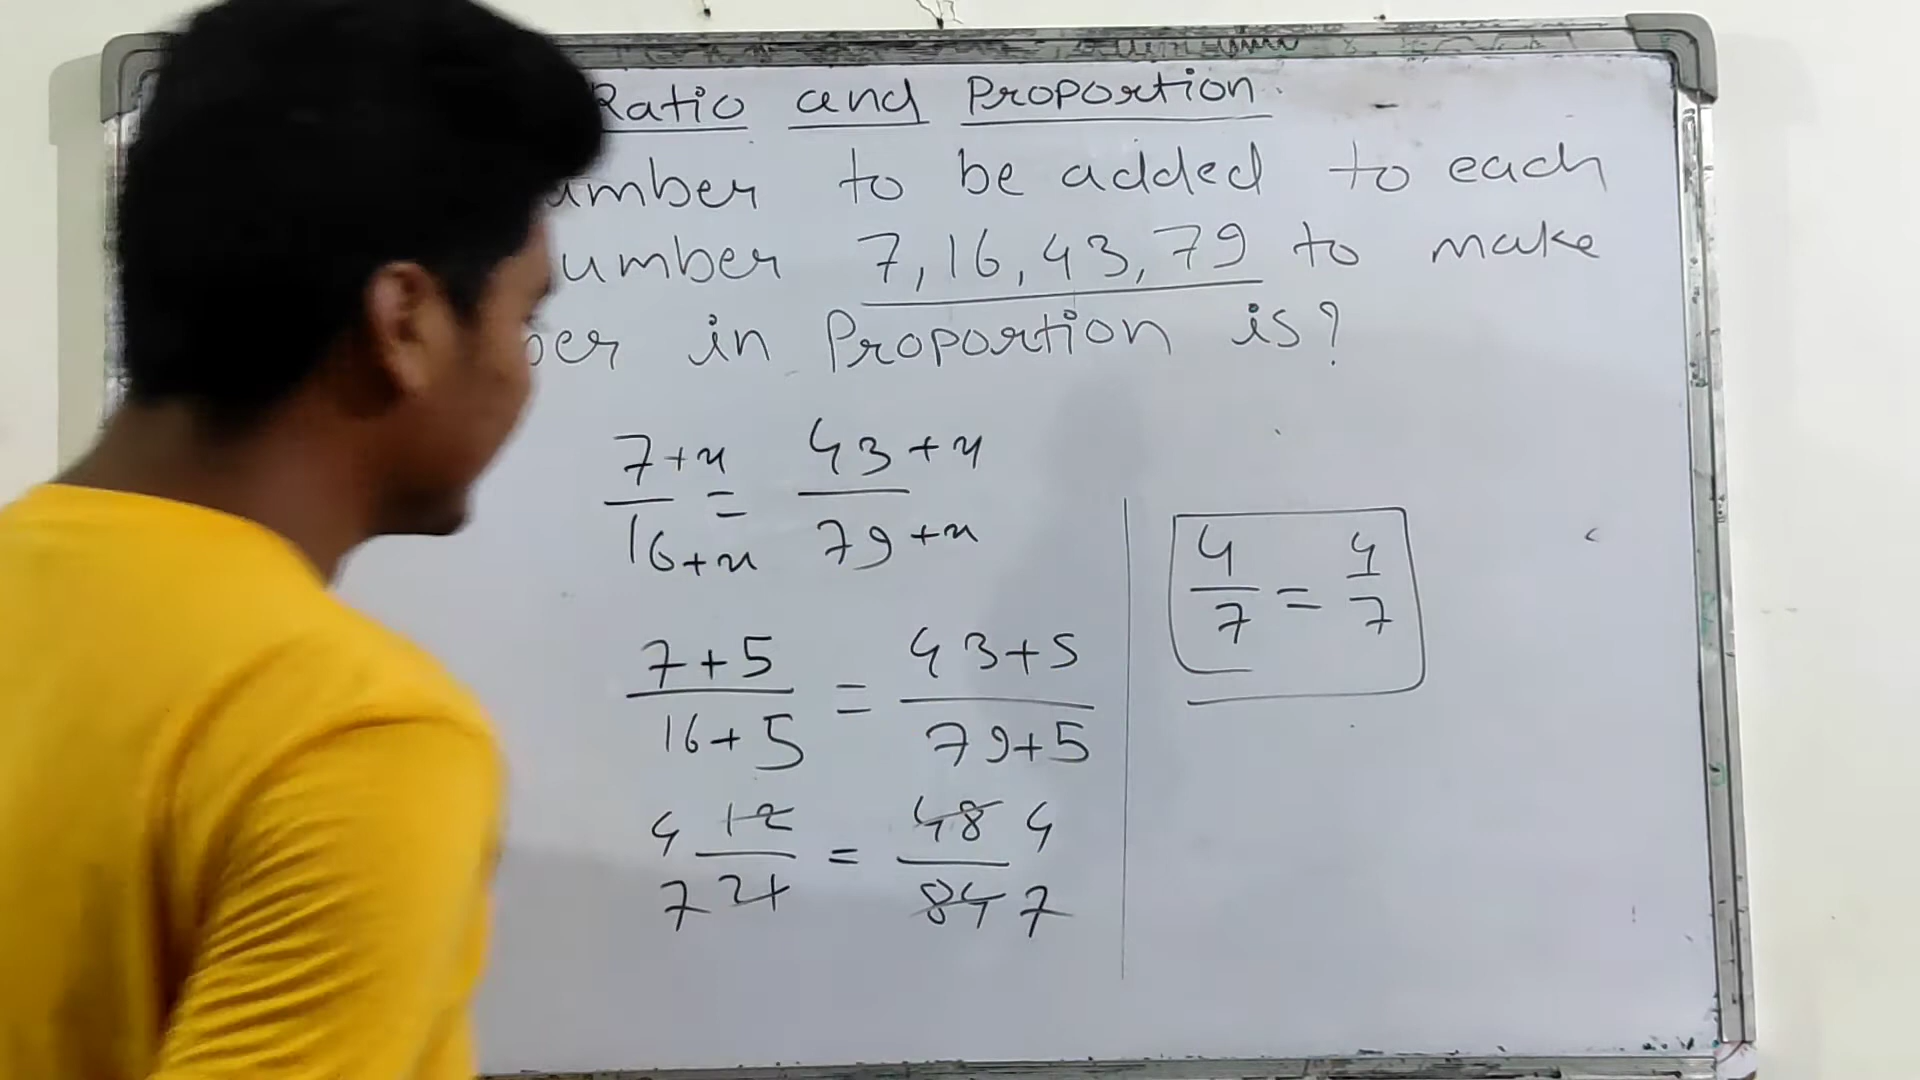 Ratio and Proportion
to be added to each
7, 16, 43, 79 to make
in Proportion is?
7+x/16+x = 43+x/79+x
4/7 = 4/7
7+5/16+5 = 43+5/79+5
4 12/7 21 = 48 4/84 7